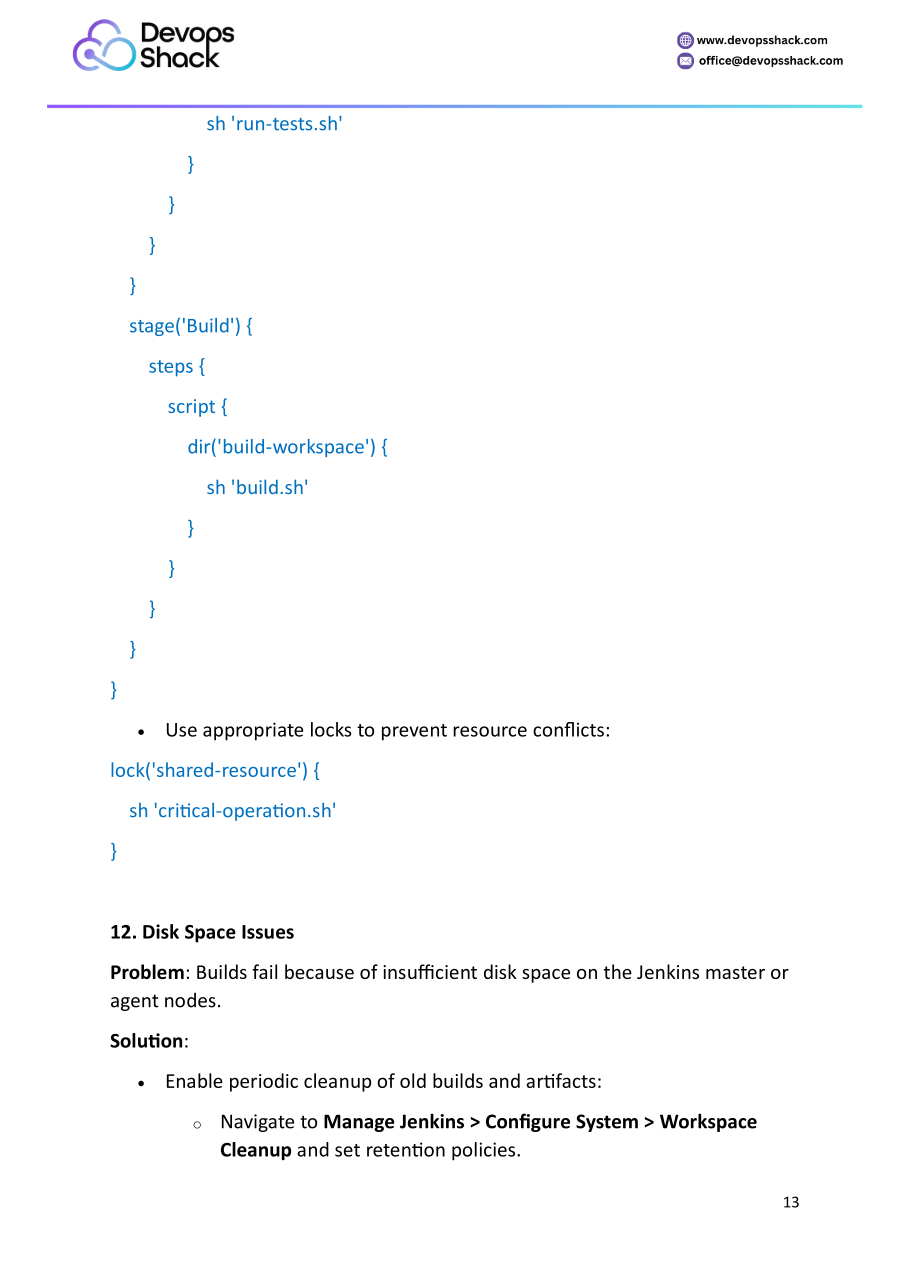 Devops
Shack
www.devopsshack.com
office@devopsshack.com
sh 'run-tests.sh'
}
}
}
}
stage('Build') {
steps {
script {
dir('build-workspace') {
sh 'build.sh'
}
}
}
}
}
• Use appropriate locks to prevent resource conflicts:
lock('shared-resource') {
sh 'critical-operation.sh'
}
12. Disk Space Issues
Problem: Builds fail because of insufficient disk space on the Jenkins master or
agent nodes.
Solution:
• Enable periodic cleanup of old builds and artifacts:
○ Navigate to Manage Jenkins > Configure System > Workspace
Cleanup and set retention policies.
13